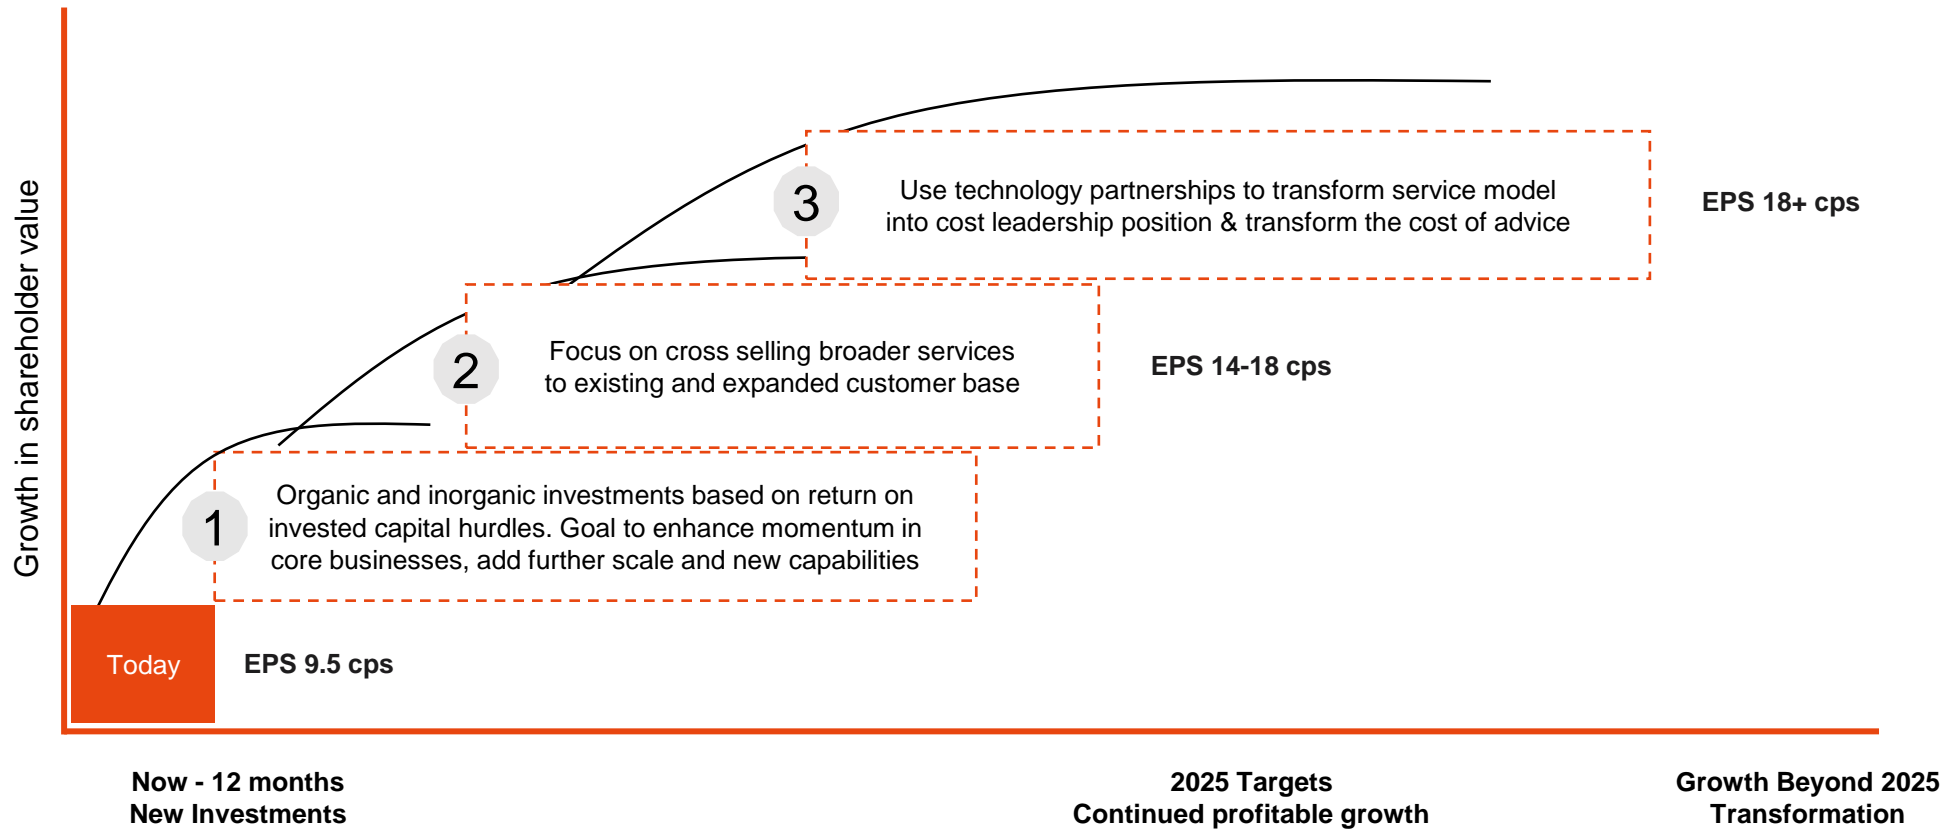 Growth in shareholder value
3
Use technology partnerships to transform service model
into cost leadership position & transform the cost of advice
EPS 18+ cps
2
Focus on cross selling broader services
to existing and expanded customer base
EPS 14-18 cps
1
Organic and inorganic investments based on return on
invested capital hurdles. Goal to enhance momentum in
core businesses, add further scale and new capabilities
Today
EPS 9.5 cps
Now - 12 months
New Investments
2025 Targets
Continued profitable growth
Growth Beyond 2025
Transformation